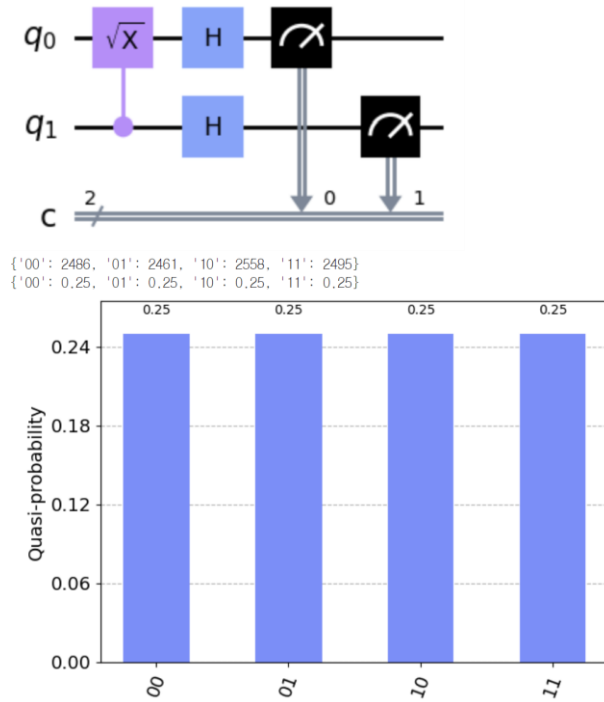 q0 √X H
q1 H
c 2 0 1
{'00': 2486, '01': 2461, '10': 2558, '11': 2495}
{'00': 0.25, '01': 0.25, '10': 0.25, '11': 0.25}
0.25 0.25 0.25 0.25
0.24
0.18
0.12
0.06
0.00
Quasi-probability
00 01 10 11